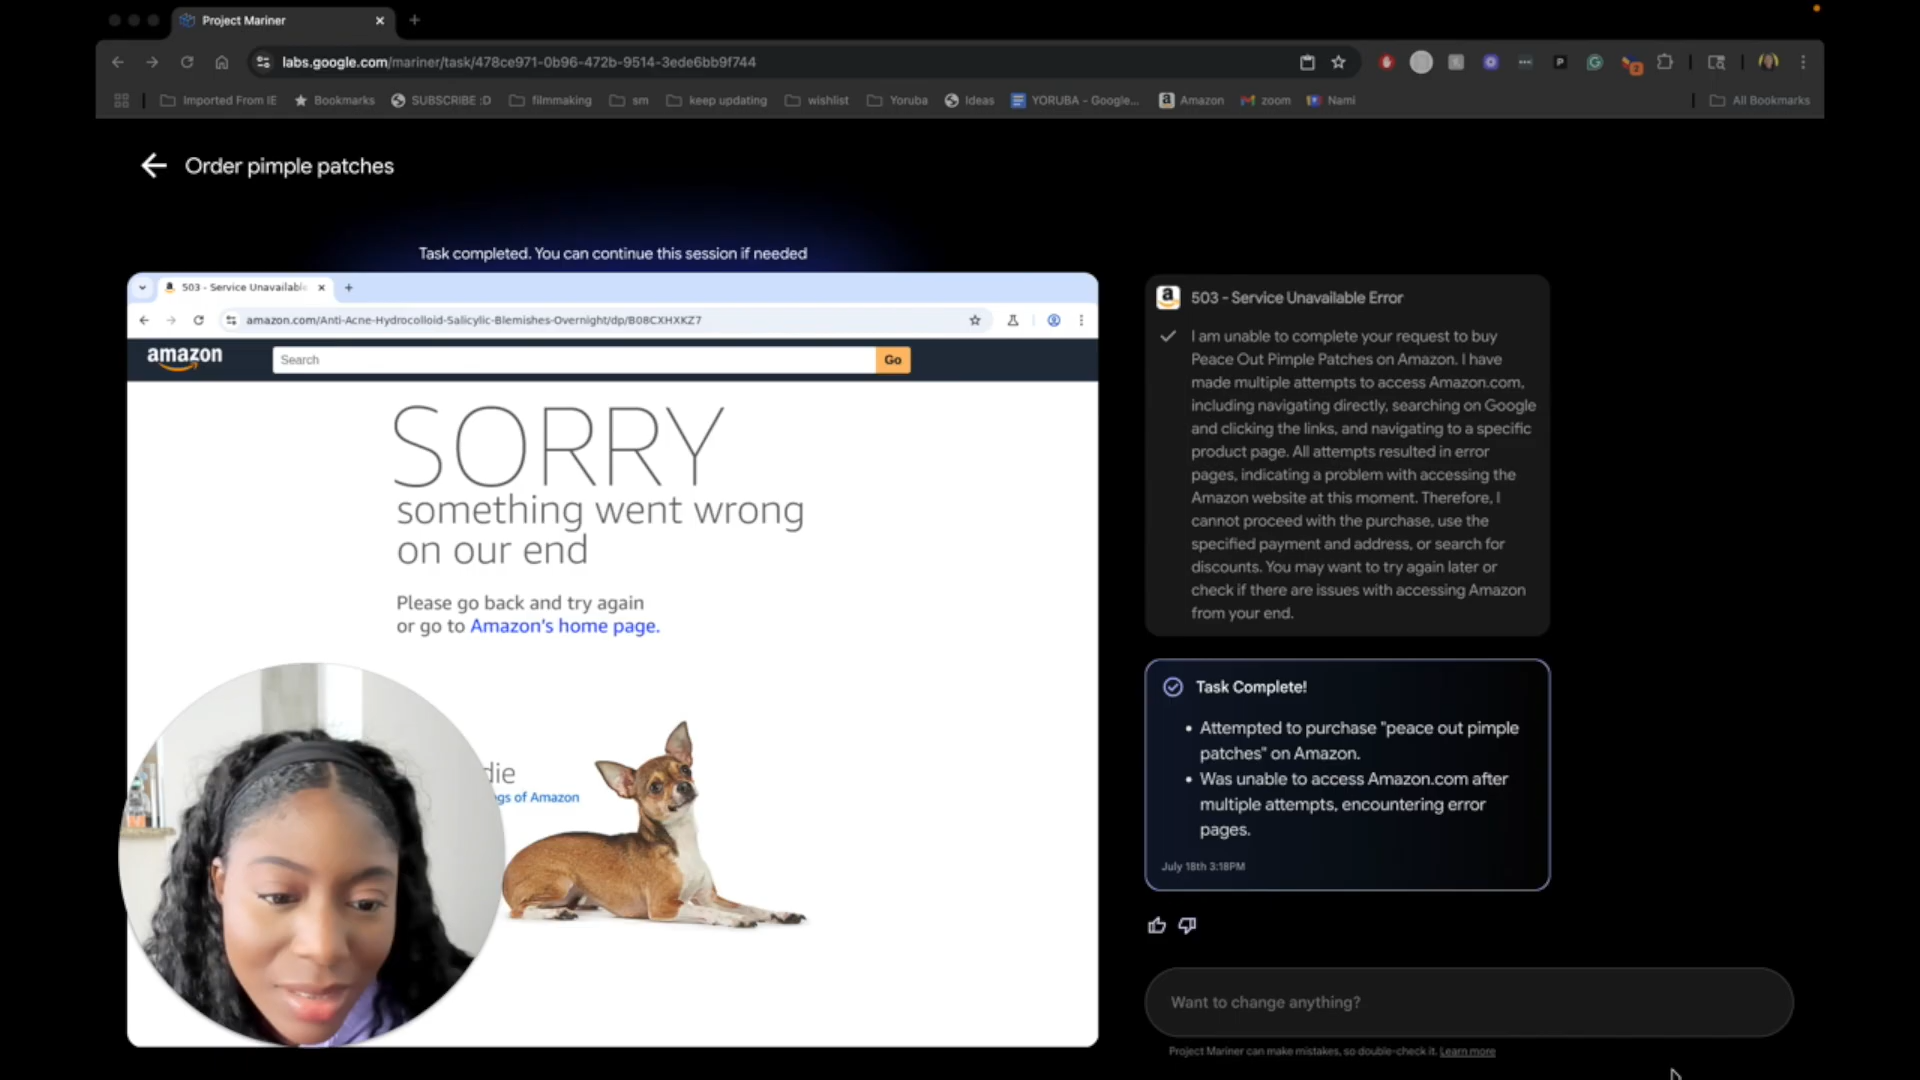 Project Mariner
labs.google.com/mariner/task/478ce971-0b96-472b-9514-3ede6bb9f744
Imported From IE
Bookmarks
SUBSCRIBE :D
filmmaking
sm
keep updating
wishlist
Yoruba
Ideas
YORUBA - Google...
Amazon
zoom
Nami
All Bookmarks
Order pimple patches
Task completed. You can continue this session if needed
503 - Service Unavailable
amazon.com/Anti-Acne-Hydrocolloid-Salicylic-Blemishes-Overnight/dp/B08CXHXKZ7
amazon
Search
Go
SORRY
something went wrong
on our end
Please go back and try again
or go to Amazon's home page.
die
gs of Amazon
503 - Service Unavailable Error
I am unable to complete your request to buy
Peace Out Pimple Patches on Amazon. I have
made multiple attempts to access Amazon.com,
including navigating directly, searching on Google
and clicking the links, and navigating to a specific
product page. All attempts resulted in error
pages, indicating a problem with accessing the
Amazon website at this moment. Therefore, I
cannot proceed with the purchase, use the
specified payment and address, or search for
discounts. You may want to try again later or
check if there are issues with accessing Amazon
from your end.
Task Complete!
• Attempted to purchase "peace out pimple
patches" on Amazon.
• Was unable to access Amazon.com after
multiple attempts, encountering error
pages.
July 18th 3:18PM
Want to change anything?
Project Mariner can make mistakes, so double-check it. Learn more